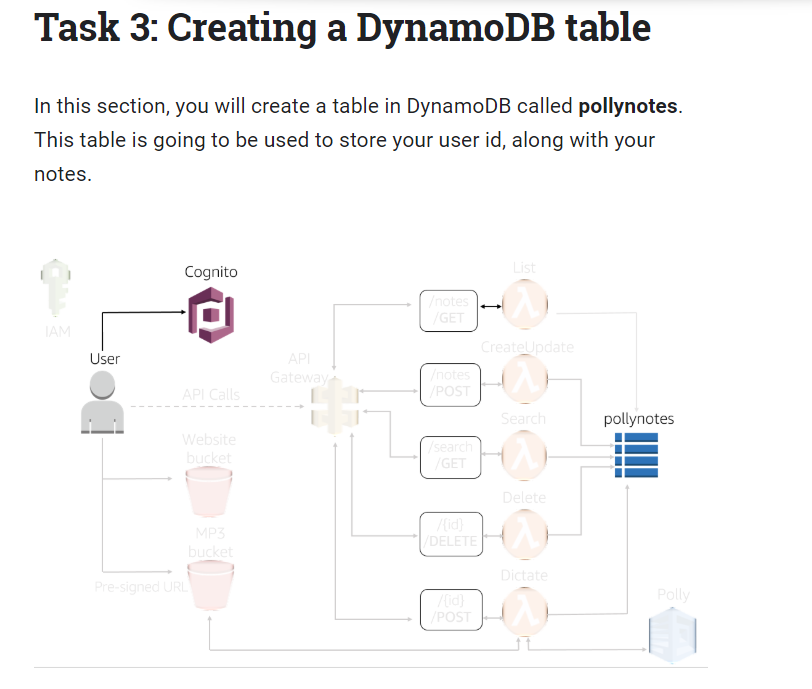 Task 3: Creating a DynamoDB table
In this section, you will create a table in DynamoDB called pollynotes.
This table is going to be used to store your user id, along with your
notes.
IAM
Cognito
User
API Calls
API
Gateway
Website
bucket
MP3
bucket
Pre-signed URL
List
/notes
/GET
CreateUpdate
/notes
/POST
Search
/search
/GET
Delete
/{id}
/DELETE
Dictate
/{id}
/POST
pollynotes
Polly